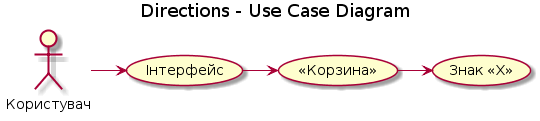 Directions - Use Case Diagram
Користувач
Інтерфейс
«Корзина»
Знак «X»